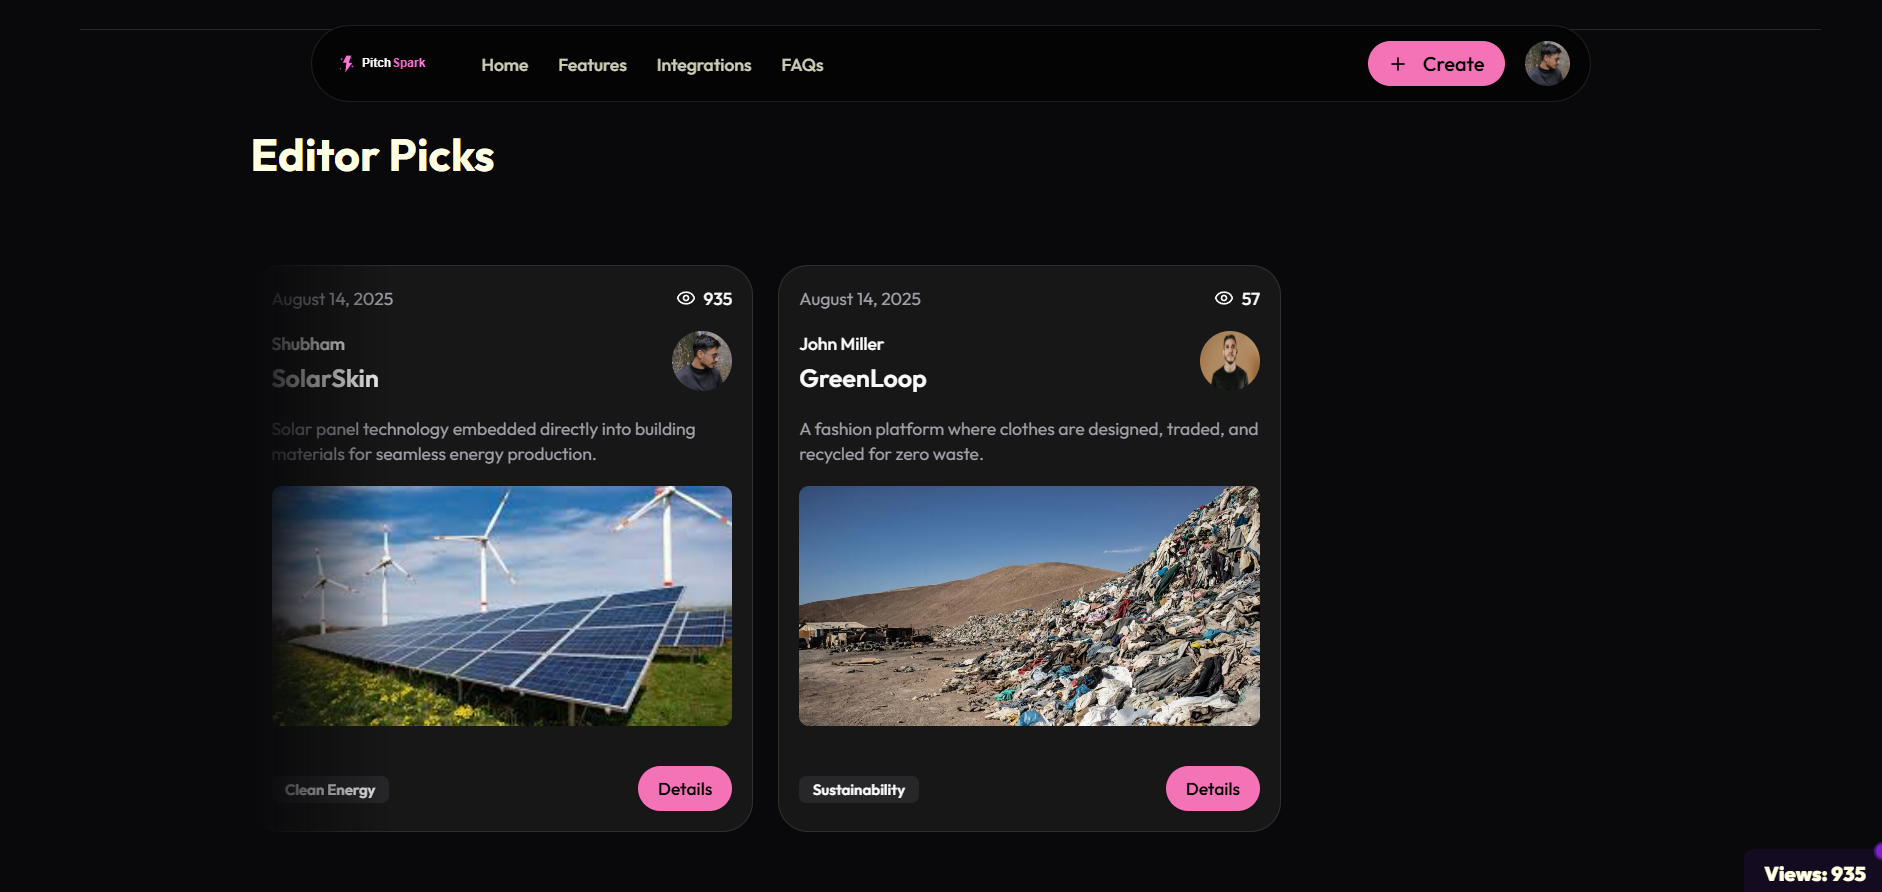 PitchSpark
Home
Features
Integrations
FAQs
+ Create
Editor Picks
August 14, 2025
935
Shubham
SolarSkin
Solar panel technology embedded directly into building
materials for seamless energy production.
Clean Energy
Details
August 14, 2025
57
John Miller
GreenLoop
A fashion platform where clothes are designed, traded, and
recycled for zero waste.
Sustainability
Details
Views: 935